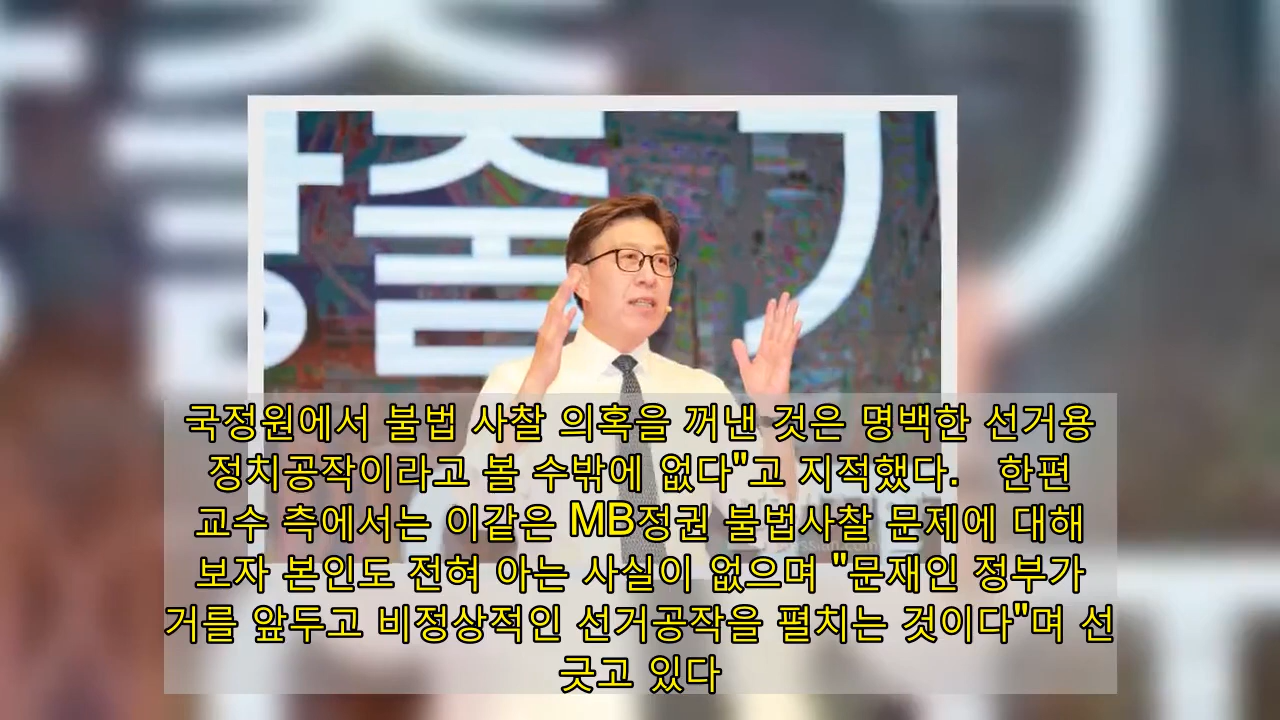 출기
국정원에서 불법 사찰 의혹을 꺼낸 것은 명백한 선거용
정치공작이라고 볼 수밖에 없다"고 지적했다. 한편
교수 측에서는 이같은 MB정권 불법사찰 문제에 대해
보자 본인도 전혀 아는 사실이 없으며 "문재인 정부가
거를 앞두고 비정상적인 선거공작을 펼치는 것이다"며 선
긋고 있다